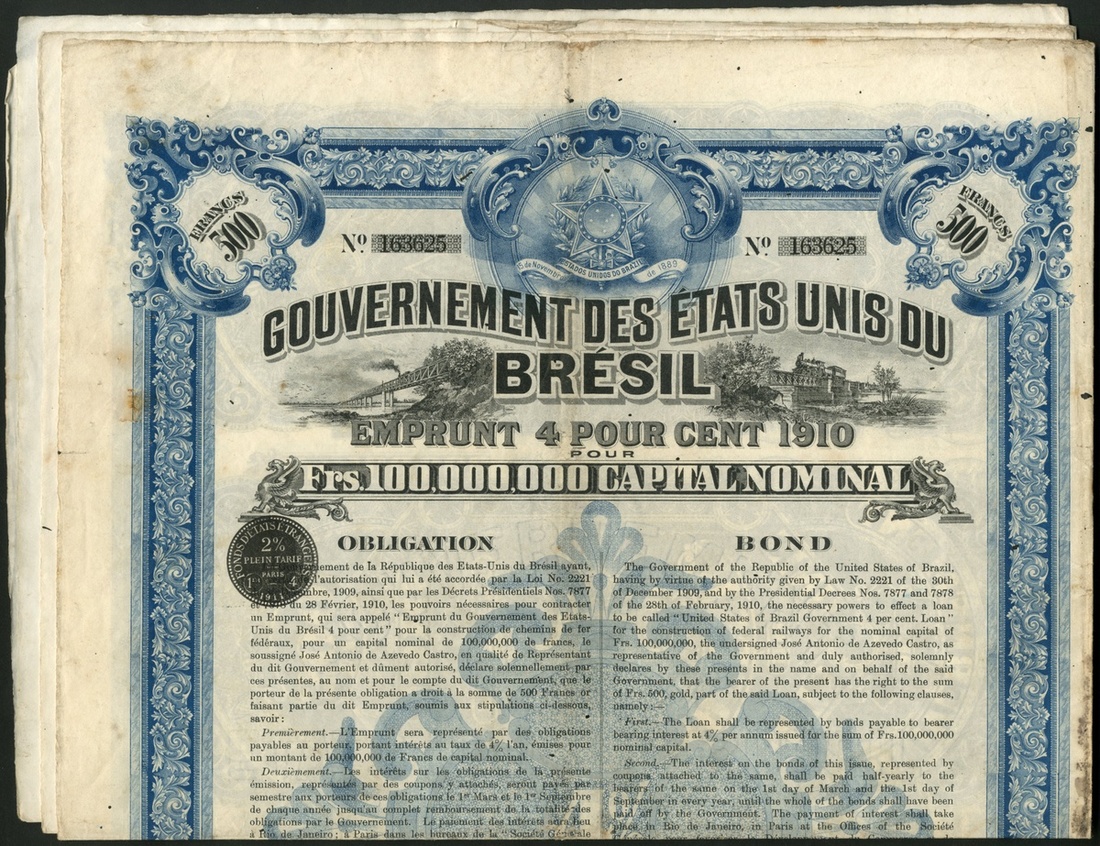 FRANCS
500
Nº 163625
Nº 163625
FRANCS
500
15 de Novembro
ESTADOS UNIDOS DO BRAZIL
de 1889
GOUVERNEMENT DES ÉTATS UNIS DU
BRÉSIL
EMPRUNT 4 POUR CENT 1910
POUR
Frs. 100,000,000 CAPITAL NOMINAL
FONDS D'ÉTATS ÉTRANGERS
2%
PLEIN TARIF
PARIS
1911
OBLIGATION
ement de la République des Etats-Unis du Brésil ayant,
l'autorisation qui lui a été accordée par la Loi No. 2221
mbre, 1909, ainsi que par les Décrets Présidentiels Nos. 7877
et 7878 du 28 Février, 1910, les pouvoirs nécessaires pour contracter
un Emprunt, qui sera appelé "Emprunt du Gouvernement des Etats-
Unis du Brésil 4 pour cent" pour la construction de chemins de fer
fédéraux, pour un capital nominal de 100,000,000 de francs, le
soussigné José Antonio de Azevedo Castro, en qualité de Représentant
du dit Gouvernement et dûment autorisé, déclare solennellement par
ces présentes, au nom et pour le compte du dit Gouvernement, que le
porteur de la présente obligation a droit à la somme de 500 Francs or
faisant partie du dit Emprunt, soumis aux stipulations ci-dessous,
savoir:
Premièrement.—L'Emprunt sera représenté par des obligations
payables au porteur, portant intérêts au taux de 4% l'an, émises pour
un montant de 100,000,000 de Francs de capital nominal.
Deuxièmement.—Les intérêts sur les obligations de la présente
émission, représentés par des coupons y attachés, seront payés par
semestre aux porteurs de ces obligations le 1er Mars et le 1er Septembre
de chaque année jusqu'au complet remboursement de la totalité des
obligations par le Gouvernement. Le paiement des intérêts aura lieu
à Rio de Janeiro; à Paris dans les bureaux de la "Société Générale
BOND
The Government of the Republic of the United States of Brazil,
having by virtue of the authority given by Law No. 2221 of the 30th
of December 1909, and by the Presidential Decrees Nos. 7877 and 7878
of the 28th of February, 1910, the necessary powers to effect a loan
to be called "United States of Brazil Government 4 per cent. Loan"
for the construction of federal railways for the nominal capital of
Frs. 100,000,000, the undersigned José Antonio de Azevedo Castro, as
representative of the Government and duly authorised, solemnly
declares by these presents in the name and on behalf of the said
Government, that the bearer of the present has the right to the sum
of Frs. 500, gold, part of the said Loan, subject to the following clauses,
namely:—
First.—The Loan shall be represented by bonds payable to bearer
bearing interest at 4% per annum issued for the sum of Frs. 100,000,000
nominal capital.
Second.—The interest on the bonds of this issue, represented by
coupons attached to the same, shall be paid half-yearly to the
bearers of the same on the 1st day of March and the 1st day of
September in every year, until the whole of the bonds shall have been
paid off by the Government. The payment of interest shall take
place in Rio de Janeiro, in Paris at the Offices of the Société